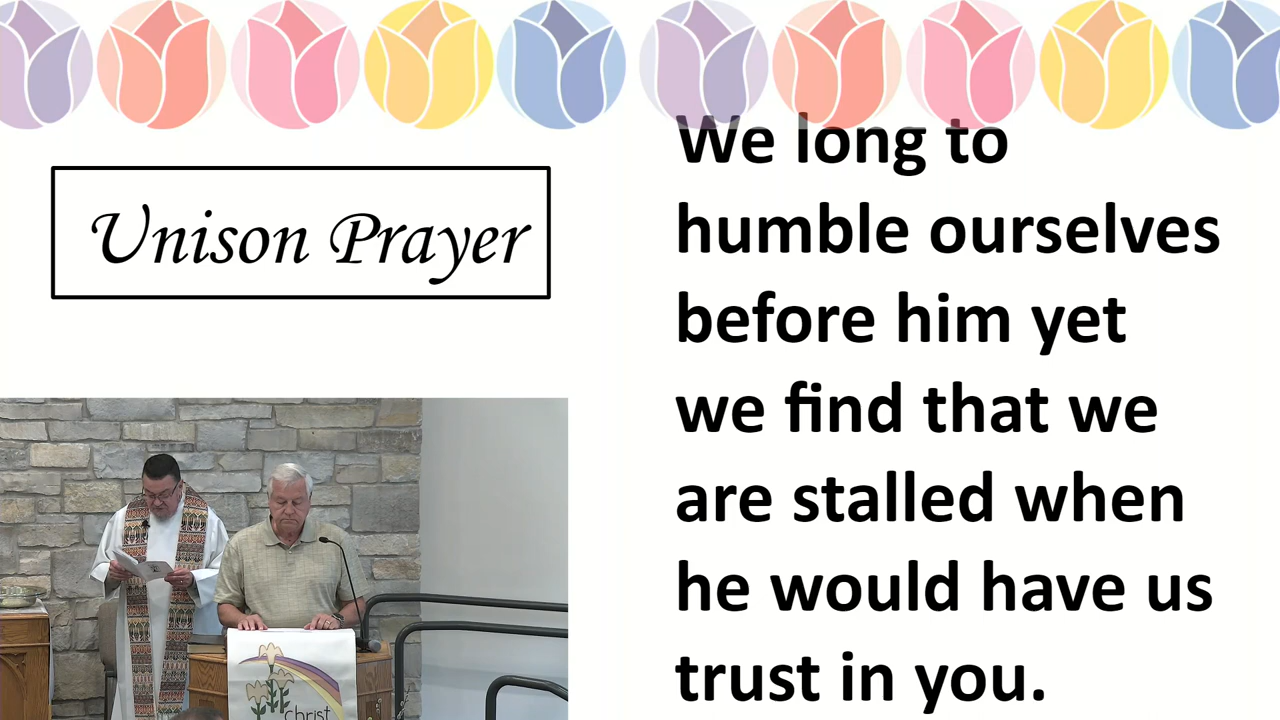 Unison Prayer
We long to
humble ourselves
before him yet
we find that we
are stalled when
he would have us
trust in you.
christ